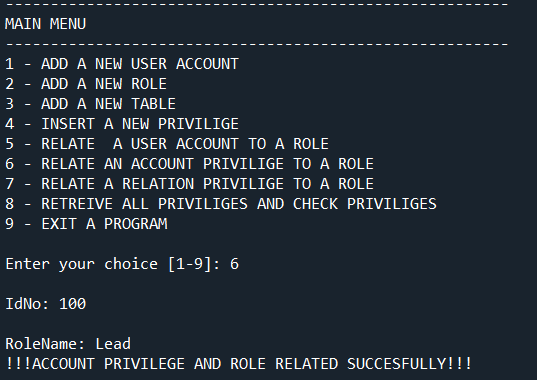 --------------------------------------------------------
MAIN MENU
--------------------------------------------------------
1 - ADD A NEW USER ACCOUNT
2 - ADD A NEW ROLE
3 - ADD A NEW TABLE
4 - INSERT A NEW PRIVILIGE
5 - RELATE  A USER ACCOUNT TO A ROLE
6 - RELATE AN ACCOUNT PRIVILIGE TO A ROLE
7 - RELATE A RELATION PRIVILIGE TO A ROLE
8 - RETREIVE ALL PRIVILIGES AND CHECK PRIVILIGES
9 - EXIT A PROGRAM
Enter your choice [1-9]: 6
IdNo: 100
RoleName: Lead
!!!ACCOUNT PRIVILEGE AND ROLE RELATED SUCCESFULLY!!!